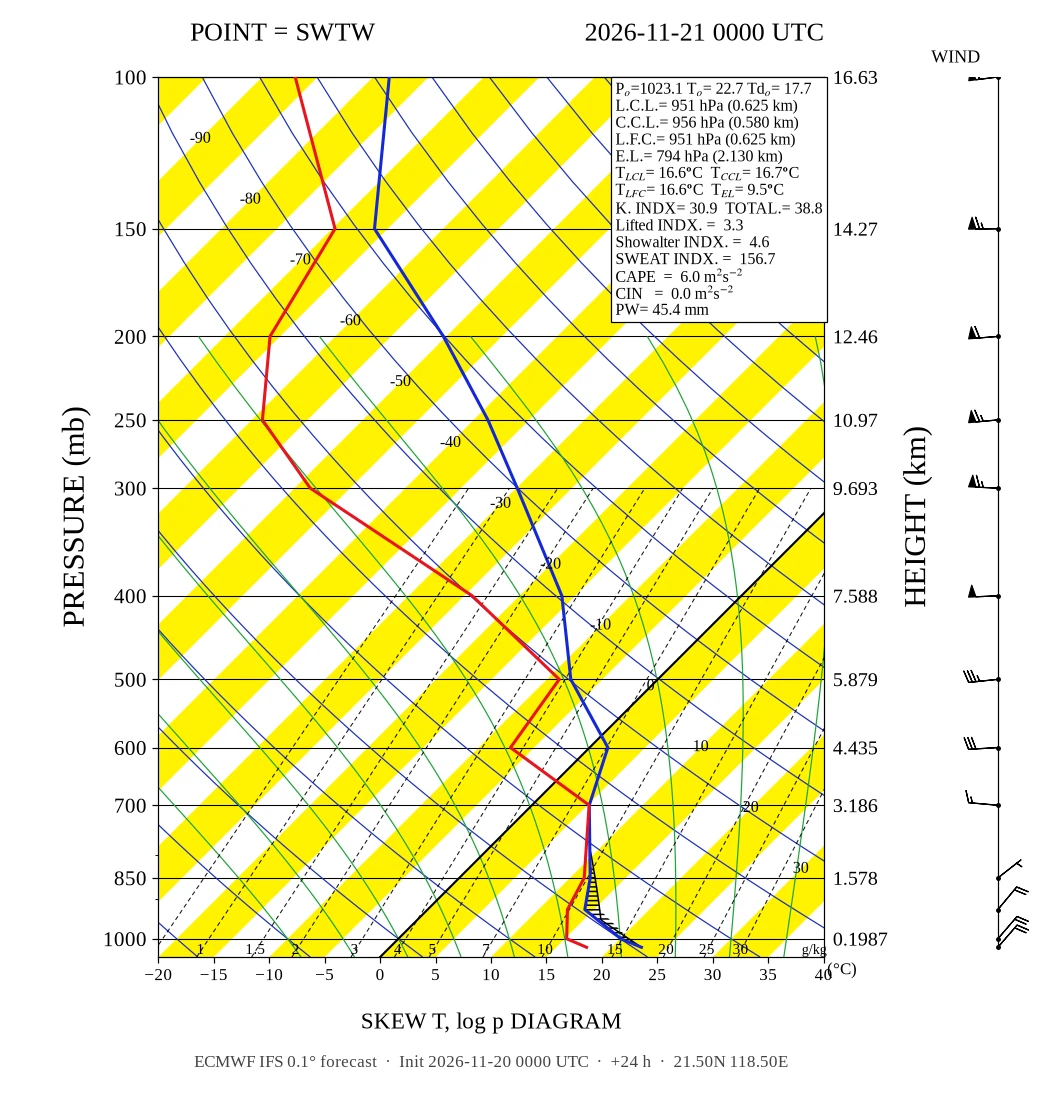 POINT = SWTW
2026-11-21 0000 UTC
WIND
Pₒ=1023.1 Tₒ= 22.7 Tdₒ= 17.7
L.C.L.= 951 hPa (0.625 km)
C.C.L.= 956 hPa (0.580 km)
L.F.C.= 951 hPa (0.625 km)
E.L.= 794 hPa (2.130 km)
T_LCL= 16.6°C T_CCL= 16.7°C
T_LFC= 16.6°C T_EL= 9.5°C
K. INDX= 30.9 TOTAL.= 38.8
Lifted INDX. = 3.3
Showalter INDX. = 4.6
SWEAT INDX. = 156.7
CAPE = 6.0 m²s⁻²
CIN = 0.0 m²s⁻²
PW= 45.4 mm
100
150
200
250
300
400
500
600
700
850
1000
PRESSURE (mb)
-90
-80
-70
-60
-50
-40
-30
-20
-10
0
10
20
30
16.63
14.27
12.46
10.97
9.693
7.588
5.879
4.435
3.186
1.578
0.1987
HEIGHT (km)
1 1.5 2 3 4 5 7 10 15 20 25 30 g/kg
−20 −15 −10 −5 0 5 10 15 20 25 30 35 40 (°C)
SKEW T, log p DIAGRAM
ECMWF IFS 0.1° forecast · Init 2026-11-20 0000 UTC · +24 h · 21.50N 118.50E